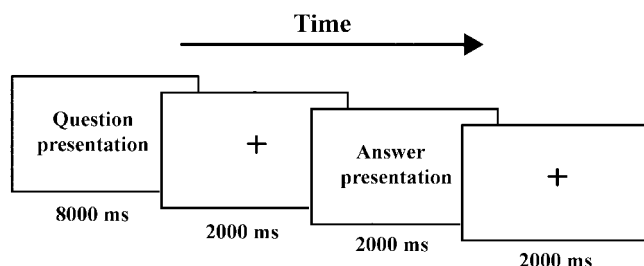 Time
Question
presentation
+
Answer
presentation
+
8000 ms
2000 ms
2000 ms
2000 ms